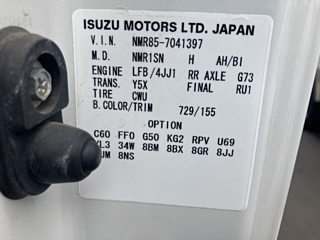 ISUZU MOTORS LTD. JAPAN
V.I.N. NMR85-7041397
M.D. NMR1SN H AH/BI
ENGINE LFB/4JJ1 RR AXLE G73
TRANS. Y5X FINAL RU1
TIRE CWU
B.COLOR/TRIM 729/155
OPTION
C60 FF0 G50 KG2 RPV U69
34W 8BM 8BX 8GR 8JJ
8NS